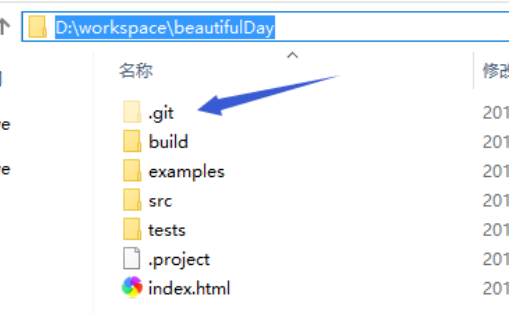 D:\workspace\beautifulDay
名称
.git 201
build 201
examples 201
src 201
tests 201
.project 201
index.html 201